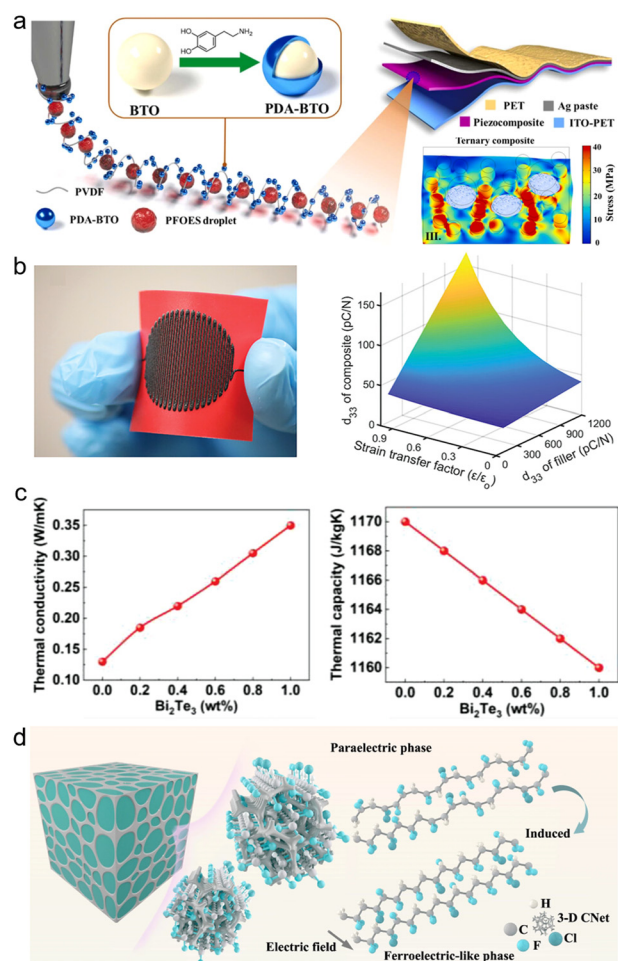 a
HO
NH₂
HO
BTO
PDA-BTO
PVDF
PDA-BTO
PFOES droplet
PET
Ag paste
Piezocomposite
ITO-PET
Ternary composite
III.
40
30
20
10
0
Stress (MPa)
b
d₃₃ of composite (pC/N)
150
100
50
0
0.9
0.6
0.3
0
Strain transfer factor (ε/εₒ)
0
300
600
900
1200
d₃₃ of filler (pC/N)
c
Thermal conductivity (W/mK)
0.35
0.30
0.25
0.20
0.15
0.10
0.0 0.2 0.4 0.6 0.8 1.0
Bi₂Te₃ (wt%)
Thermal capacity (J/kgK)
1170
1168
1166
1164
1162
1160
0.0 0.2 0.4 0.6 0.8 1.0
Bi₂Te₃ (wt%)
d
Paraelectric phase
Induced
Electric field
Ferroelectric-like phase
H
3-D CNet
C
F
Cl